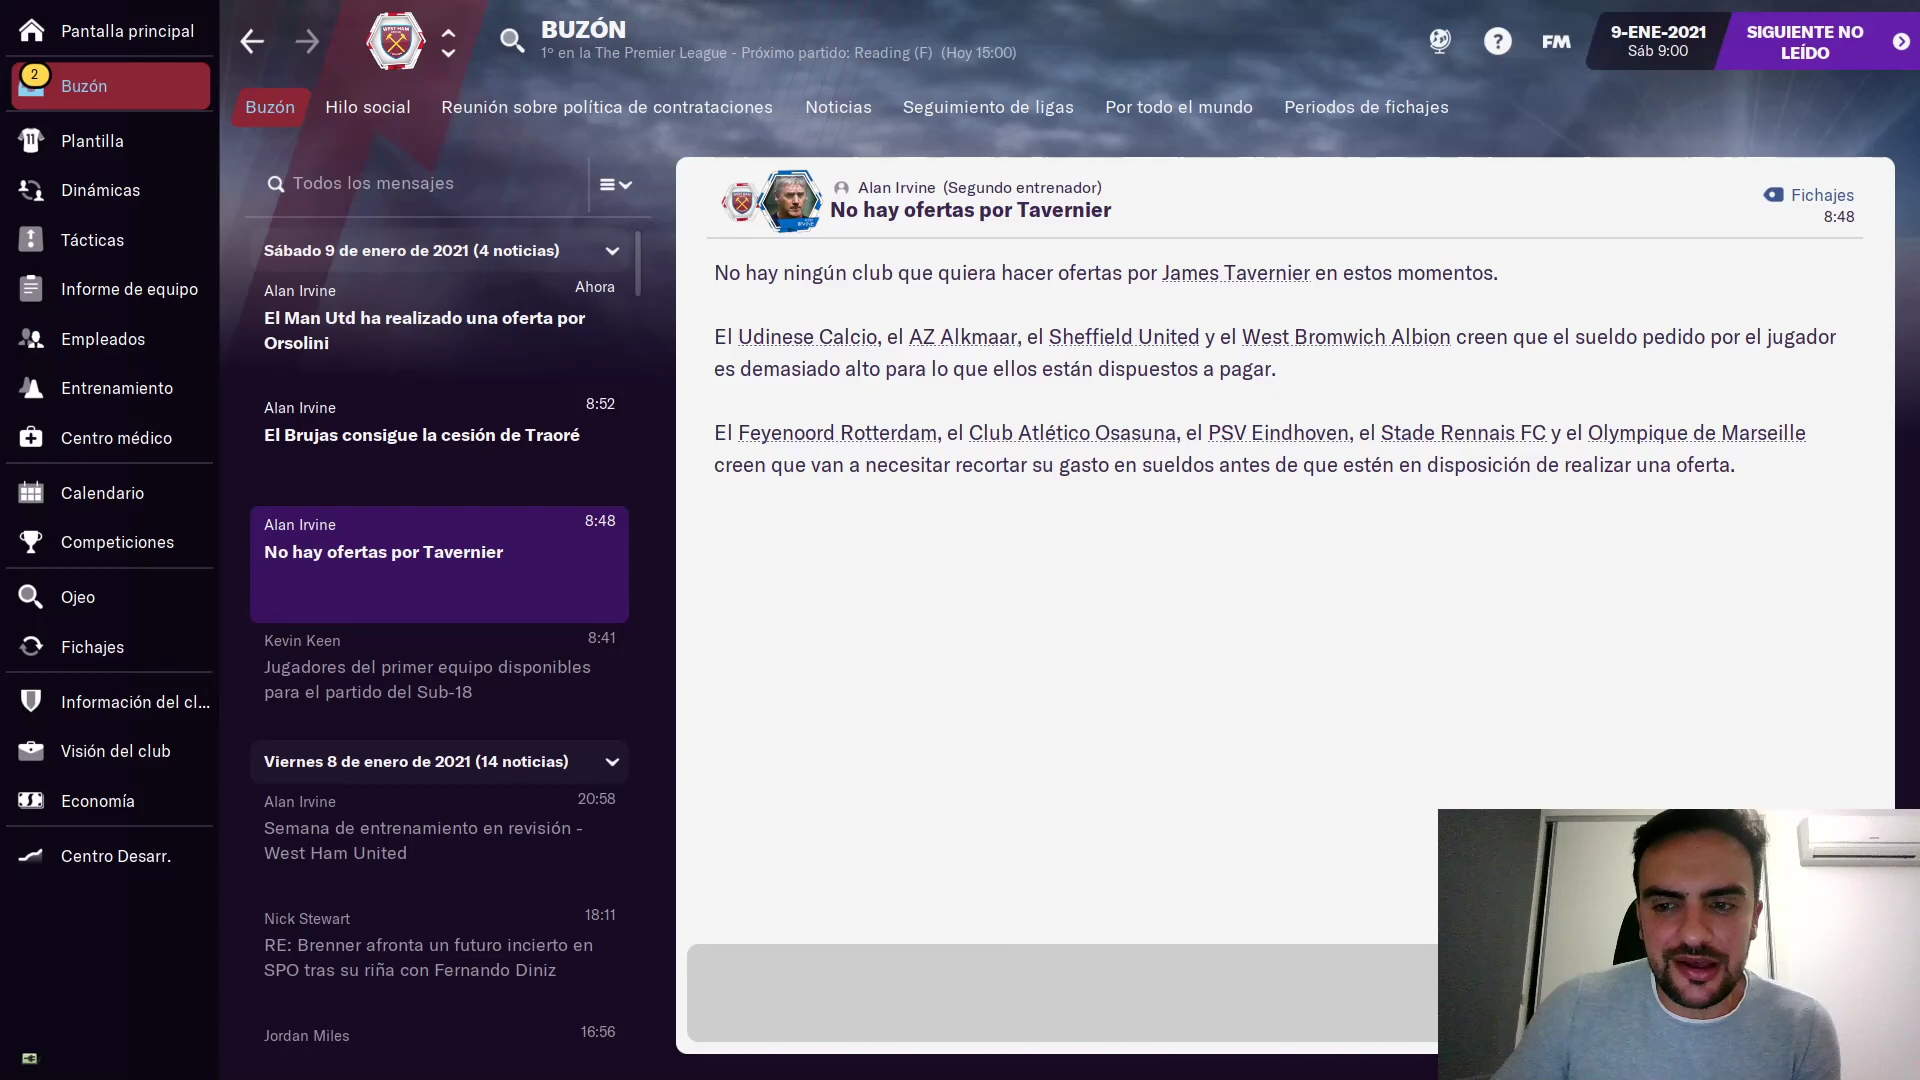 Pantalla principal
2
Buzón
Plantilla
Dinámicas
Tácticas
Informe de equipo
Empleados
Entrenamiento
Centro médico
Calendario
Competiciones
Ojeo
Fichajes
Información del cl...
Visión del club
Economía
Centro Desarr.
BUZÓN
1º en la The Premier League - Próximo partido: Reading (F) (Hoy 15:00)
?
FM
9-ENE-2021
Sáb 9:00
SIGUIENTE NO
LEÍDO
Buzón
Hilo social
Reunión sobre política de contrataciones
Noticias
Seguimiento de ligas
Por todo el mundo
Periodos de fichajes
Todos los mensajes
Sábado 9 de enero de 2021 (4 noticias)
Alan Irvine
Ahora
El Man Utd ha realizado una oferta por
Orsolini
Alan Irvine
8:52
El Brujas consigue la cesión de Traoré
Alan Irvine
8:48
No hay ofertas por Tavernier
Kevin Keen
8:41
Jugadores del primer equipo disponibles
para el partido del Sub-18
Viernes 8 de enero de 2021 (14 noticias)
Alan Irvine
20:58
Semana de entrenamiento en revisión -
West Ham United
Nick Stewart
18:11
RE: Brenner afronta un futuro incierto en
SPO tras su riña con Fernando Diniz
Jordan Miles
16:56
Alan Irvine (Segundo entrenador)
No hay ofertas por Tavernier
Fichajes
8:48
No hay ningún club que quiera hacer ofertas por James Tavernier en estos momentos.
El Udinese Calcio, el AZ Alkmaar, el Sheffield United y el West Bromwich Albion creen que el sueldo pedido por el jugador
es demasiado alto para lo que ellos están dispuestos a pagar.
El Feyenoord Rotterdam, el Club Atlético Osasuna, el PSV Eindhoven, el Stade Rennais FC y el Olympique de Marseille
creen que van a necesitar recortar su gasto en sueldos antes de que estén en disposición de realizar una oferta.